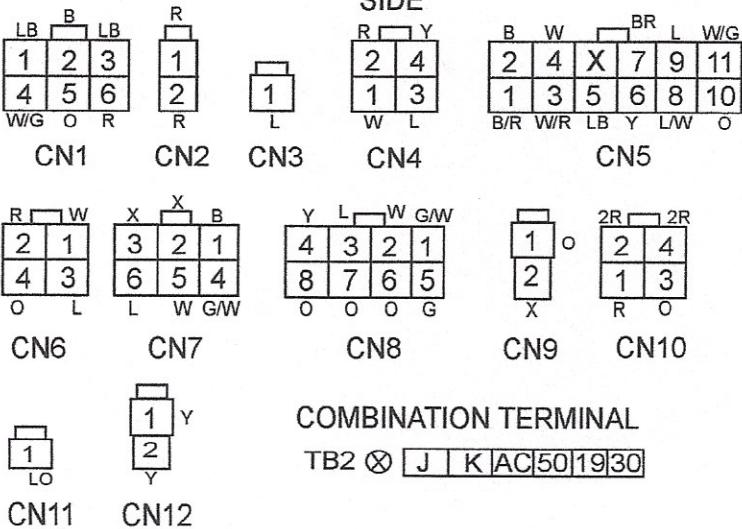 SIDE
LB B LB R R Y B W BR L W/G
1 2 3 1 2 4 2 4 X 7 9 11
4 5 6 2 1 1 3 1 3 5 6 8 10
W/G O R R L W L B/R W/R LB Y L/W O
CN1 CN2 CN3 CN4 CN5
R W X X B Y L W G/W 2R 2R
2 1 3 2 1 4 3 2 1 1 O 2 4
4 3 6 5 4 8 7 6 5 2 1 3
O L L W G/W O O O G X R O
CN6 CN7 CN8 CN9 CN10
1 Y COMBINATION TERMINAL
1 2 TB2 J K AC 50 19 30
LO Y
CN11 CN12